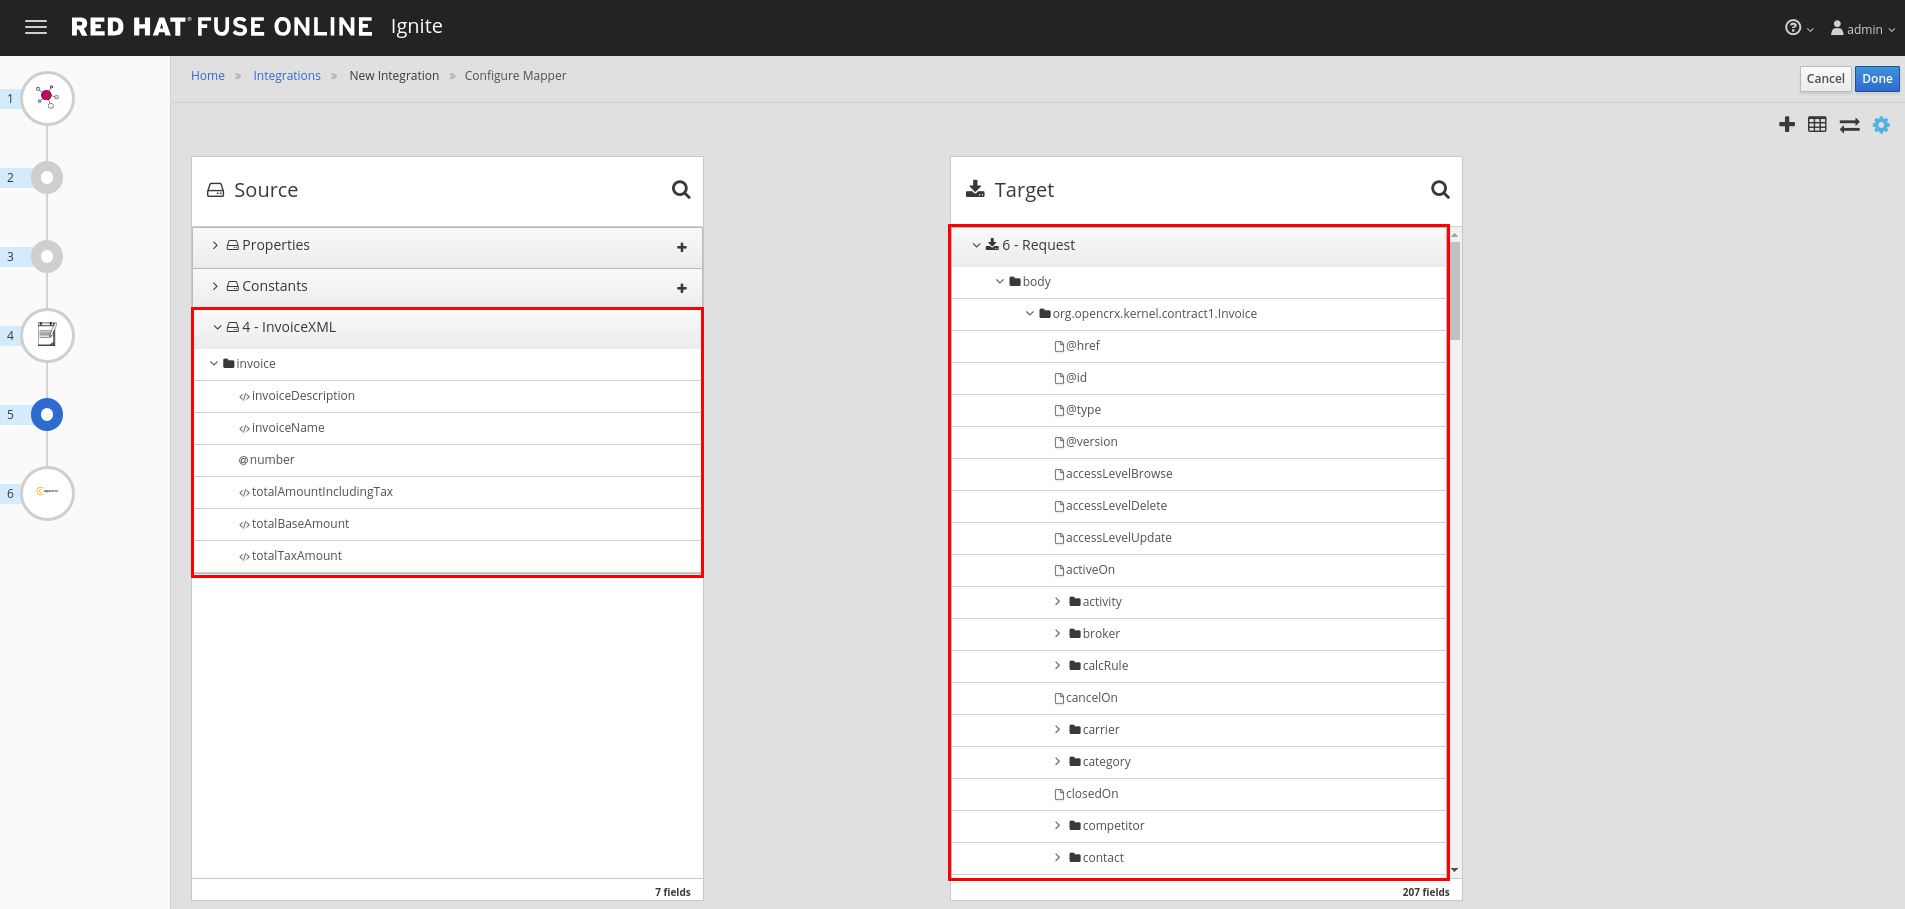 RED HAT® FUSE ONLINE Ignite
admin
Home » Integrations » New Integration » Configure Mapper
Cancel Done
1
2
3
4
5
6
Source
Properties
Constants
4 - InvoiceXML
invoice
invoiceDescription
invoiceName
@number
totalAmountIncludingTax
totalBaseAmount
totalTaxAmount
7 fields
Target
6 - Request
body
org.opencrx.kernel.contract1.Invoice
@href
@id
@type
@version
accessLevelBrowse
accessLevelDelete
accessLevelUpdate
activeOn
activity
broker
calcRule
cancelOn
carrier
category
closedOn
competitor
contact
207 fields